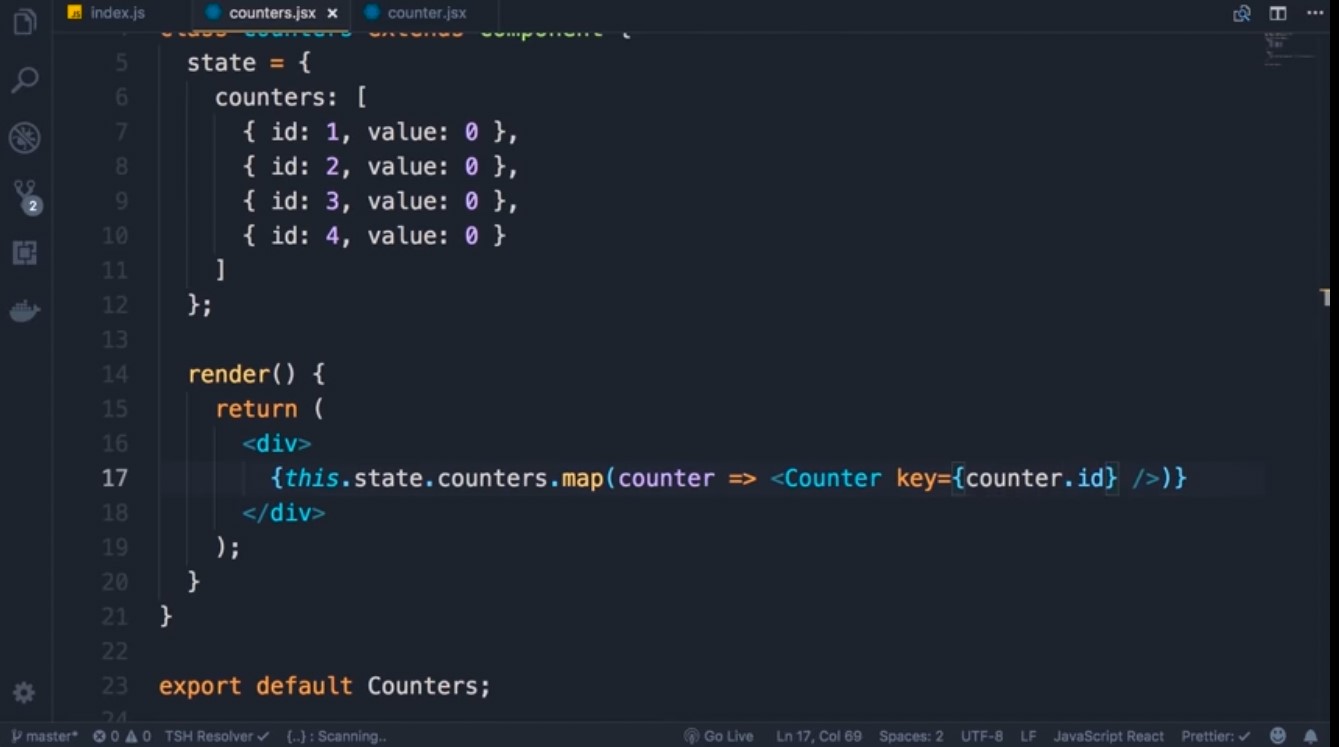 index.js counters.jsx × counter.jsx
class Counters extends Component {
5 state = {
6 counters: [
7 { id: 1, value: 0 },
8 { id: 2, value: 0 },
9 { id: 3, value: 0 },
10 { id: 4, value: 0 }
11 ]
12 };
13
14 render() {
15 return (
16 <div>
17 {this.state.counters.map(counter => <Counter key={counter.id} />)}
18 </div>
19 );
20 }
21 }
22
23 export default Counters;
24
2
master* 0 0 TSH Resolver ✓ {..} : Scanning.. Go Live Ln 17, Col 69 Spaces: 2 UTF-8 LF JavaScript React Prettier: ✓